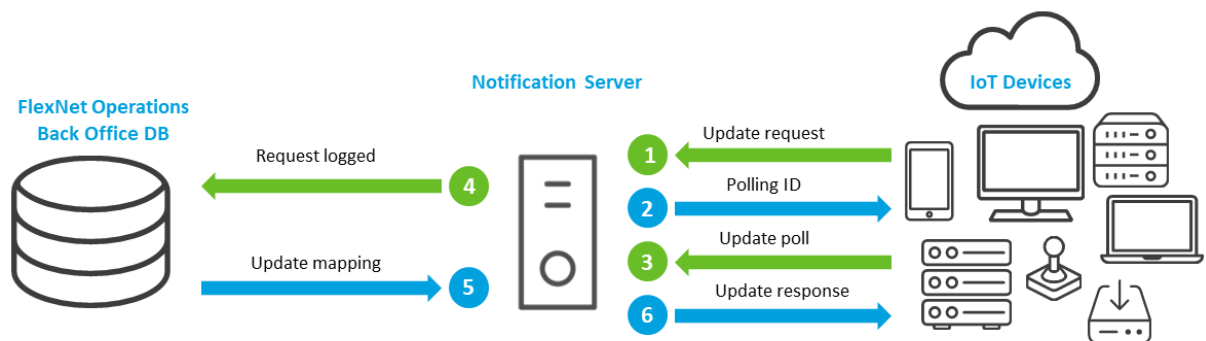 FlexNet Operations
Back Office DB
Request logged
4
Update mapping
5
Notification Server
1
Update request
2
Polling ID
3
Update poll
6
Update response
IoT Devices